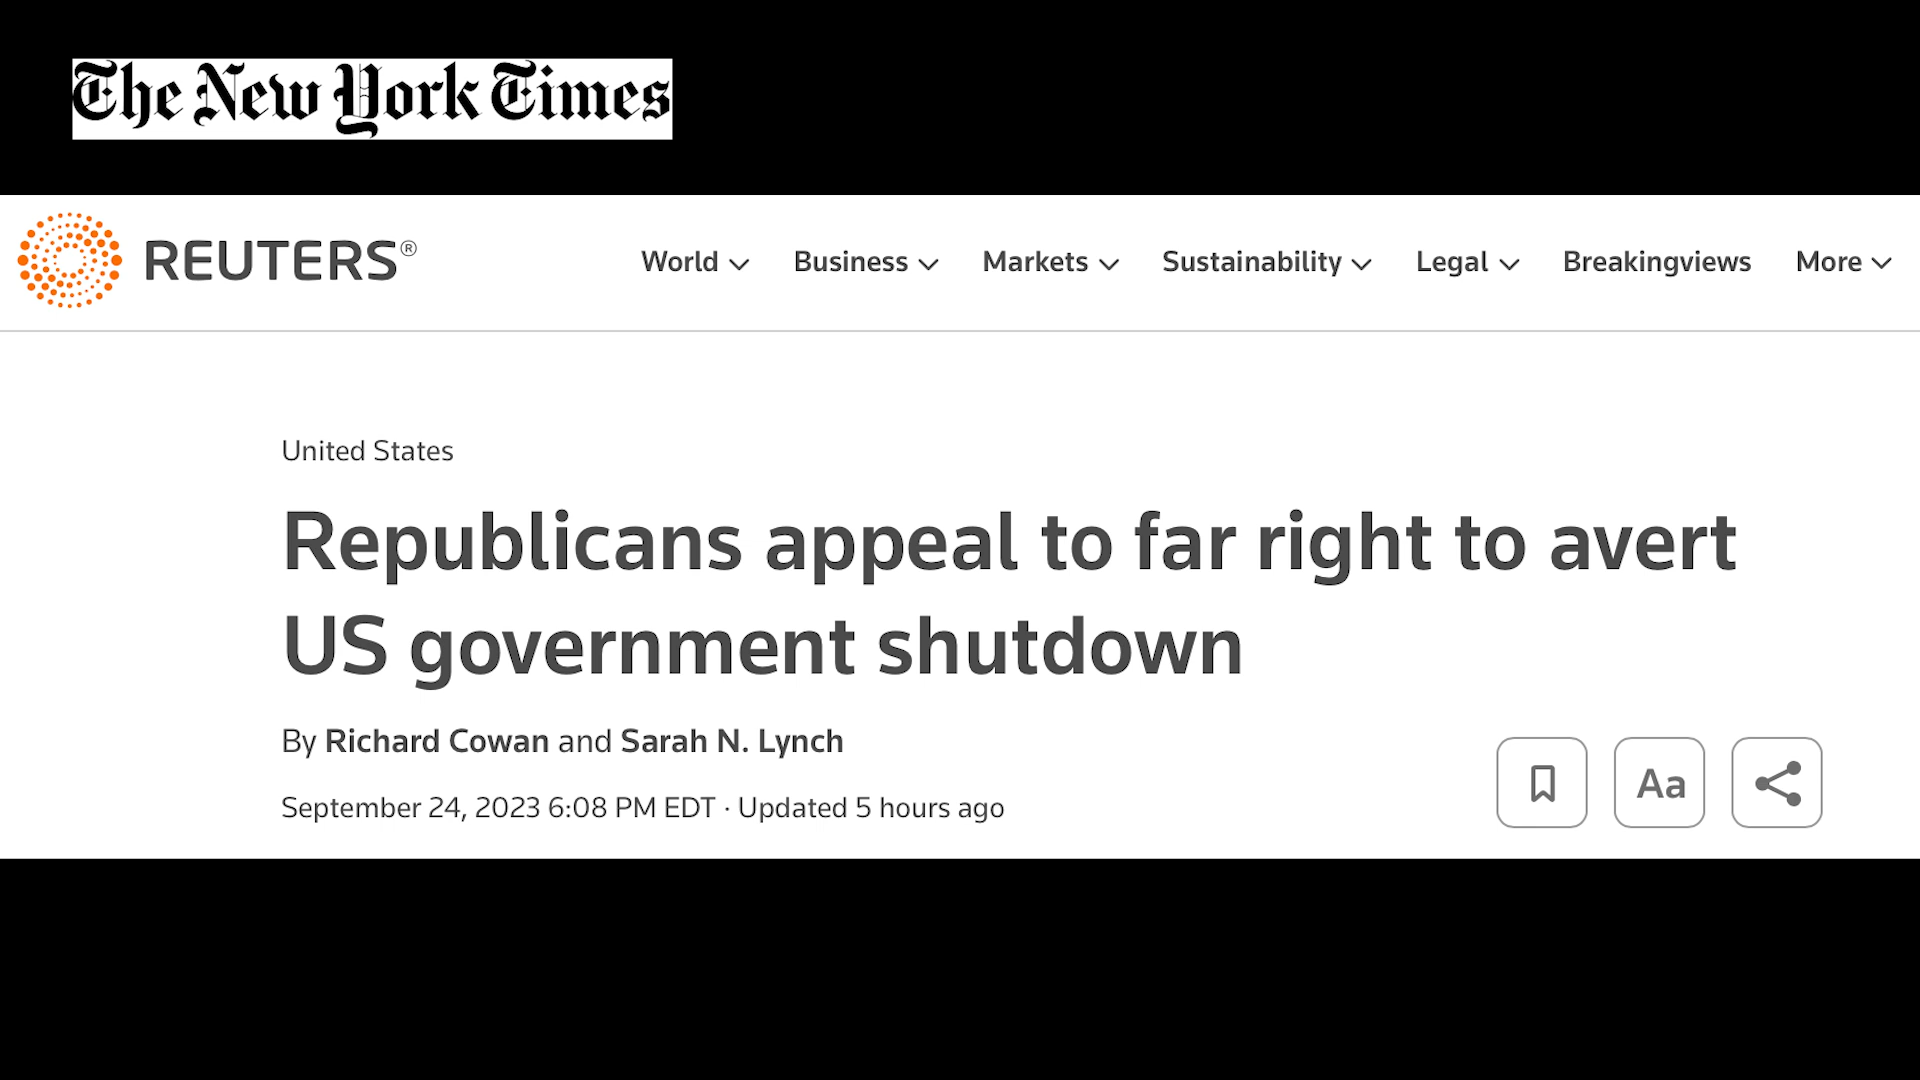 The New York Times
REUTERS®
World Business Markets Sustainability Legal Breakingviews More
United States
Republicans appeal to far right to avert
US government shutdown
By Richard Cowan and Sarah N. Lynch
September 24, 2023 6:08 PM EDT · Updated 5 hours ago
Aa